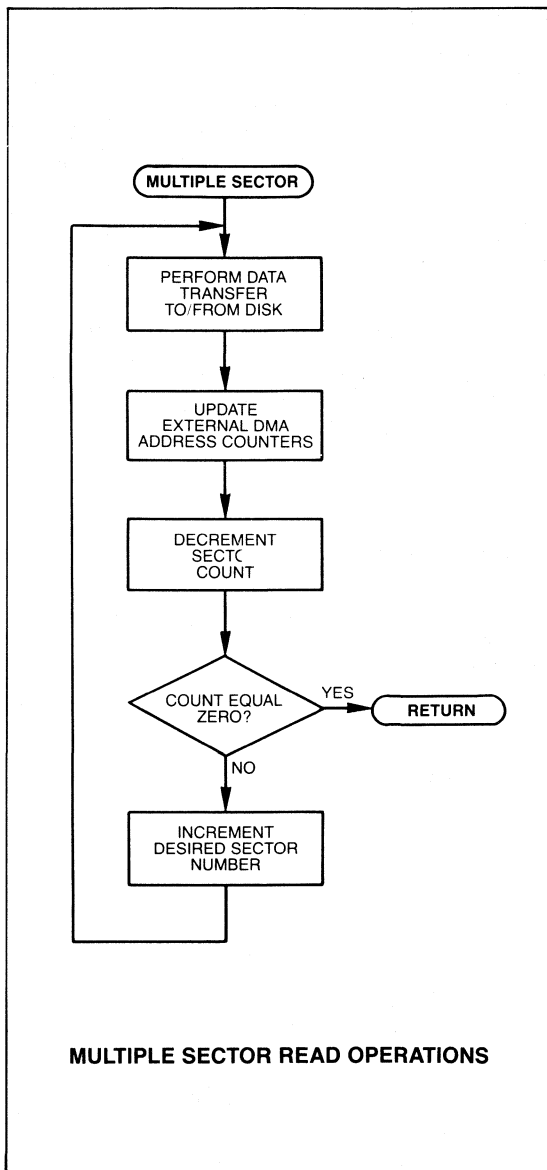 MULTIPLE SECTOR
PERFORM DATA
TRANSFER
TO/FROM DISK
UPDATE
EXTERNAL DMA
ADDRESS COUNTERS
DECREMENT
SECTC
COUNT
COUNT EQUAL
ZERO?
YES
RETURN
NO
INCREMENT
DESIRED SECTOR
NUMBER
MULTIPLE SECTOR READ OPERATIONS